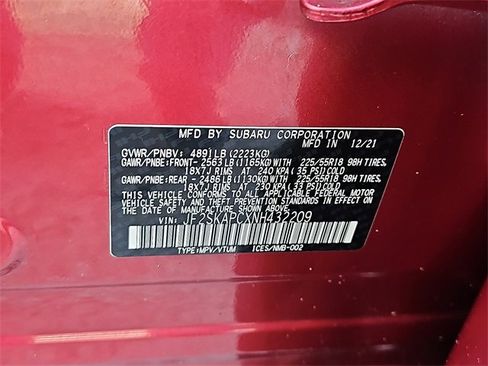 MFD BY SUBARU CORPORATION
MFD IN 12/21
GVWR/PNBV: 4891LB(2223KG)
GAWR/PNBE:FRONT- 2563LB(1165KG)WITH 225/55R18 98H TIRES,
18X7J RIMS AT 240 KPA(35 PSI)COLD
GAWR/PNBE:REAR - 2486LB(1130KG)WITH 225/55R18 98H TIRES,
18X7J RIMS AT 230 KPA(33 PSI)COLD
THIS VEHICLE CONFORMS TO ALL APPLICABLE FEDERAL MOTOR
VEHICLE SAFETY, BUMPER, AND THEFT PREVENTION STANDARDS
IN EFFECT ON THE DATE OF MANUFACTURE SHOWN ABOVE.
VIN: JF2SKAPCXNH432209
TYPE:MPV/VTUM ICES/NMB-002